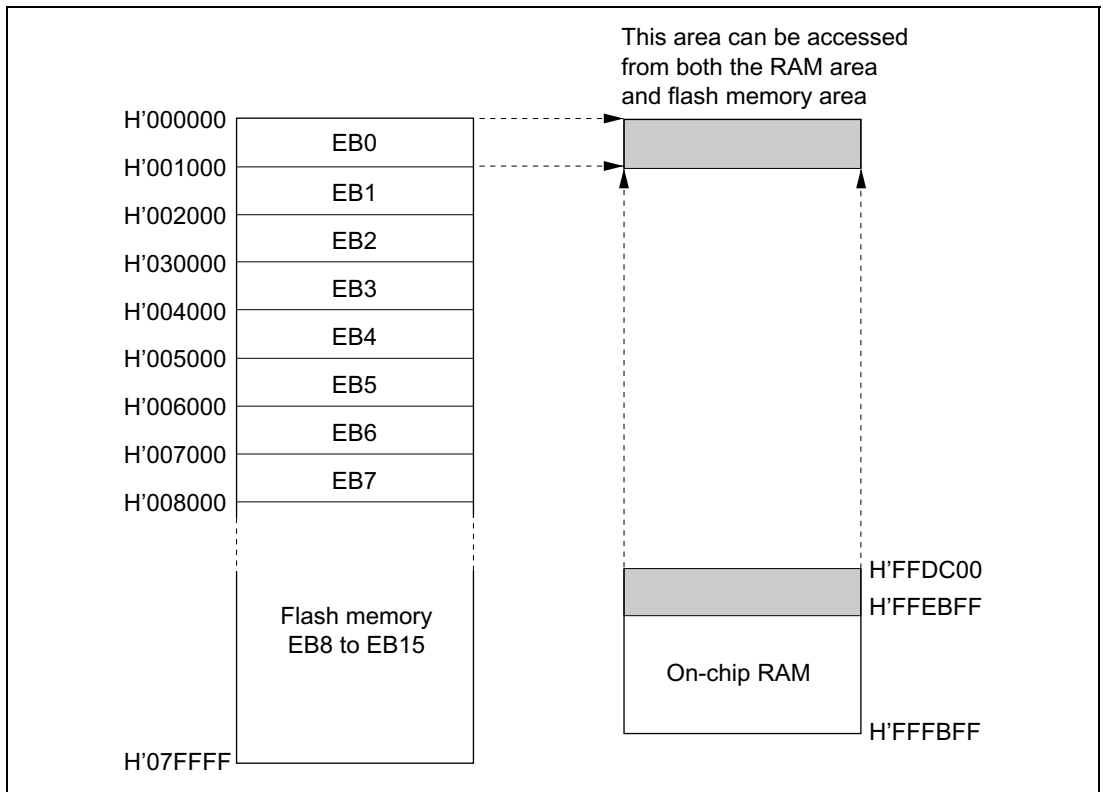 This area can be accessed
from both the RAM area
and flash memory area
H'000000
EB0
H'001000
EB1
H'002000
EB2
H'030000
EB3
H'004000
EB4
H'005000
EB5
H'006000
EB6
H'007000
EB7
H'008000
H'FFDC00
H'FFEBFF
Flash memory
EB8 to EB15
On-chip RAM
H'FFFBFF
H'07FFFF